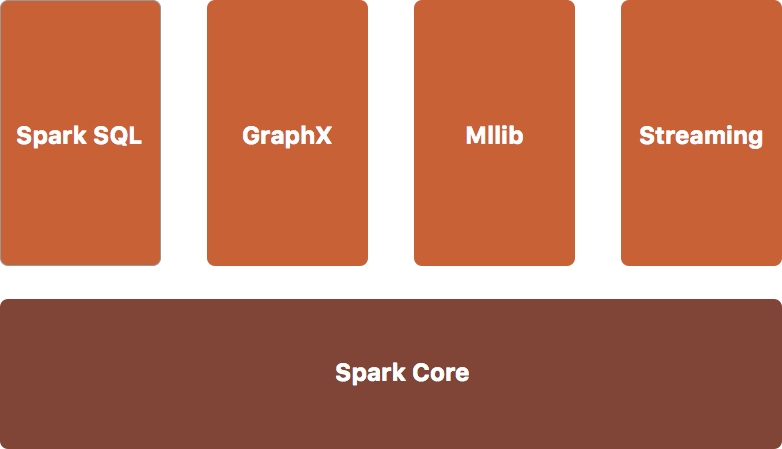 Spark SQL
GraphX
Mllib
Streaming
Spark Core